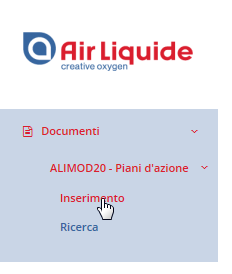 Air Liquide
creative oxygen
Documenti
ALIMOD20 - Piani d'azione
Inserimento
Ricerca